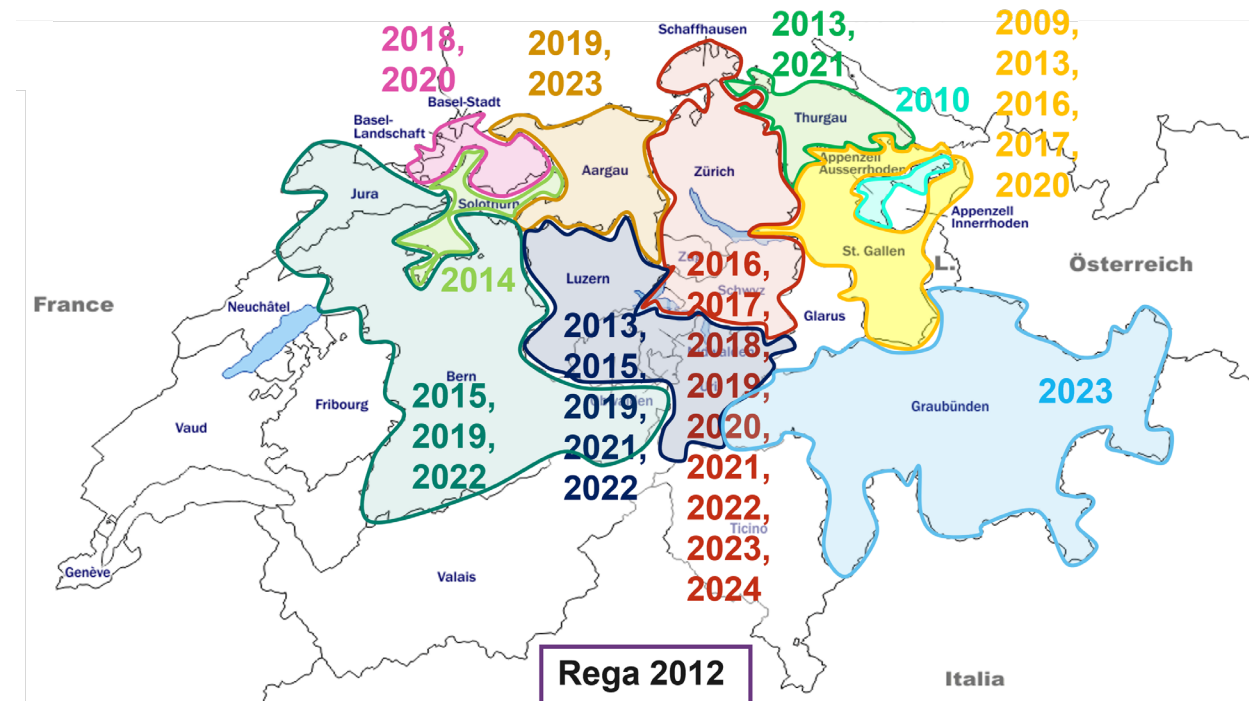 Schaffhausen
2013,
2021
2009,
2013,
2016,
2017,
2020
2018,
2020
2019,
2023
2010
Basel-Stadt
Basel-
Landschaft
Thurgau
Appenzell
Ausserrhoden
Aargau
Zürich
Jura
Solothurn
Appenzell
Innerrhoden
St. Gallen
L.
Österreich
2014
Luzern
2016,
2017,
2018,
2019,
2020,
2021,
2022,
2023,
2024
Schwyz
France
Neuchâtel
Glarus
2013,
2015,
2019,
2021,
2022
Bern
2015,
2019,
2022
Fribourg
Vaud
Graubünden
2023
Ticino
Genève
Valais
Rega 2012
Italia